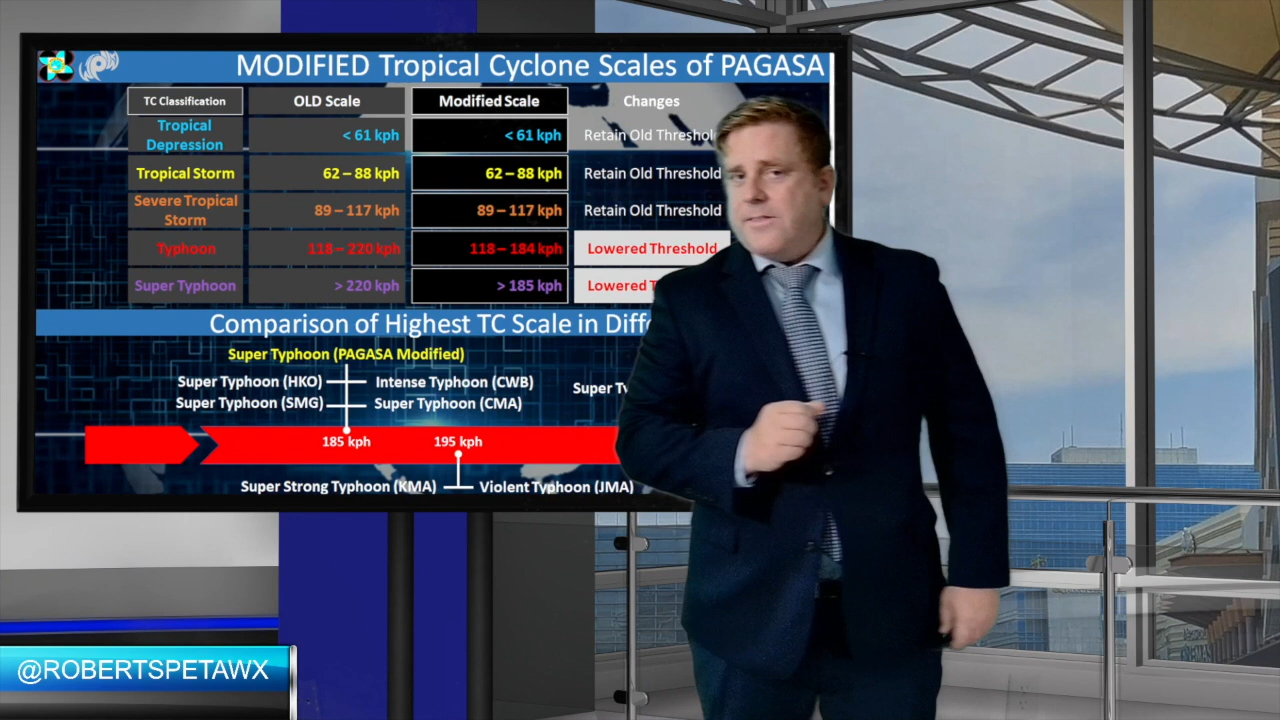 MODIFIED Tropical Cyclone Scales of PAGASA
TC Classification OLD Scale Modified Scale Changes
Tropical Depression < 61 kph < 61 kph Retain Old Threshol
Tropical Storm 62 – 88 kph 62 – 88 kph Retain Old Threshold
Severe Tropical Storm 89 – 117 kph 89 – 117 kph Retain Old Threshold
Typhoon 118 – 220 kph 118 – 184 kph Lowered Threshold
Super Typhoon > 220 kph > 185 kph Lowered T
Comparison of Highest TC Scale in Diff
Super Typhoon (PAGASA Modified)
Super Typhoon (HKO) Intense Typhoon (CWB) Super Ty
Super Typhoon (SMG) Super Typhoon (CMA)
185 kph 195 kph
Super Strong Typhoon (KMA) Violent Typhoon (JMA)
@ROBERTSPETAWX